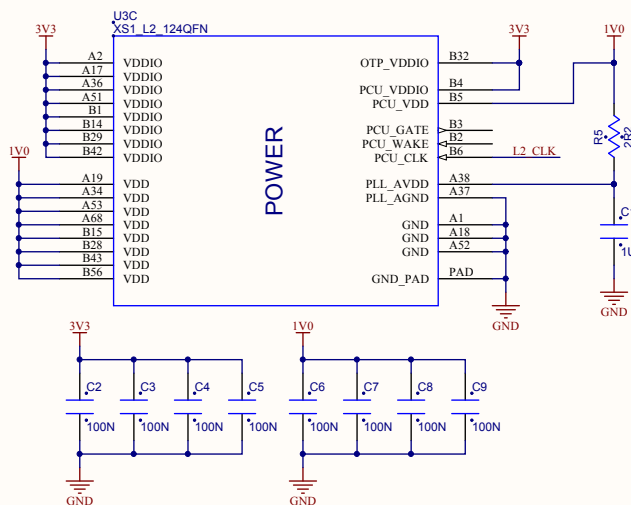 U3C
XS1_L2_124QFN
3V3
3V3
1V0
A2 VDDIO
A17 VDDIO
A36 VDDIO
A51 VDDIO
B1 VDDIO
B14 VDDIO
B29 VDDIO
B42 VDDIO
1V0
A19 VDD
A34 VDD
A53 VDD
A68 VDD
B15 VDD
B28 VDD
B43 VDD
B56 VDD
POWER
OTP_VDDIO B32
PCU_VDDIO B4
PCU_VDD B5
PCU_GATE B3
PCU_WAKE B2
PCU_CLK B6 L2_CLK
PLL_AVDD A38
PLL_AGND A37
GND A1
GND A18
GND A52
GND_PAD PAD
GND
R5
2R2
C1
1U
GND
3V3
C2 C3 C4 C5
100N 100N 100N 100N
GND
1V0
C6 C7 C8 C9
100N 100N 100N 100N
GND